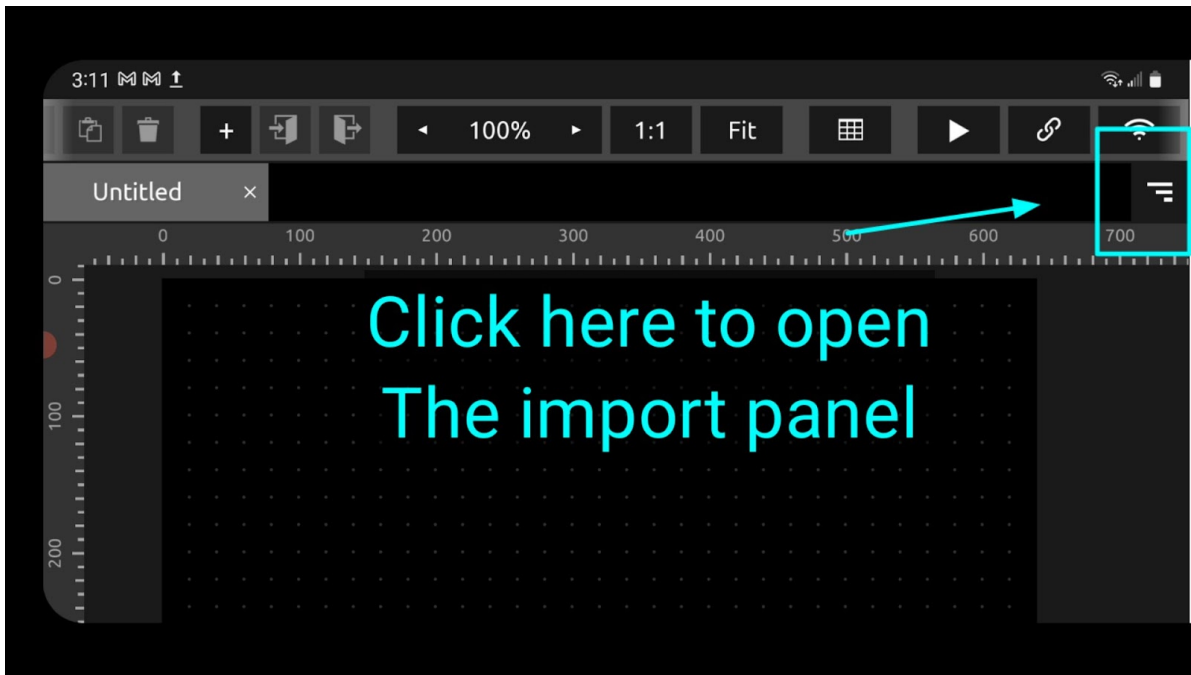 3:11
+ 100% 1:1 Fit
Untitled ×
0 100 200 300 400 500 600 700
0
100
200
Click here to open
The import panel